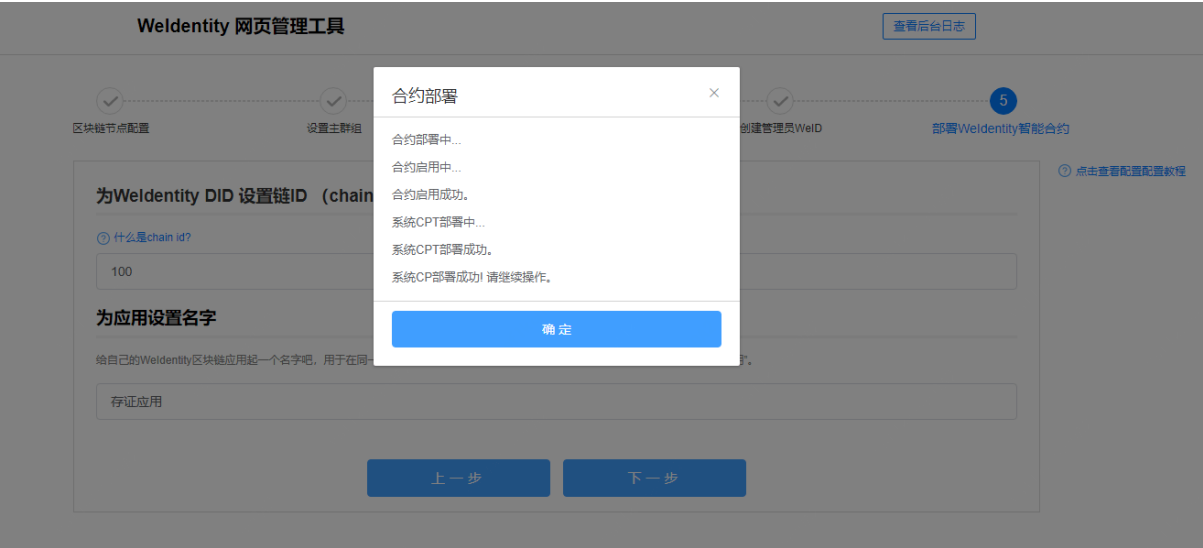 WeIdentity 网页管理工具
查看后台日志
区块链节点配置
设置主群组
创建管理员WeID
5
部署WeIdentity智能合约
点击查看配置配置教程
为WeIdentity DID 设置链ID （chain
什么是chain id?
100
为应用设置名字
给自己的WeIdentity区块链应用起一个名字吧，用于在同一
存证应用
上一步
下一步
合约部署
合约部署中...
合约启用中...
合约启用成功。
系统CPT部署中...
系统CPT部署成功。
系统CP部署成功! 请继续操作。
确定